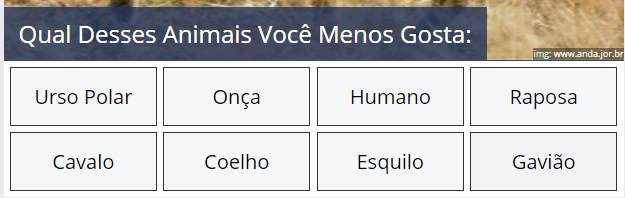 Qual Desses Animais Você Menos Gosta:
img: www.anda.jor.br
Urso Polar
Onça
Humano
Raposa
Cavalo
Coelho
Esquilo
Gavião